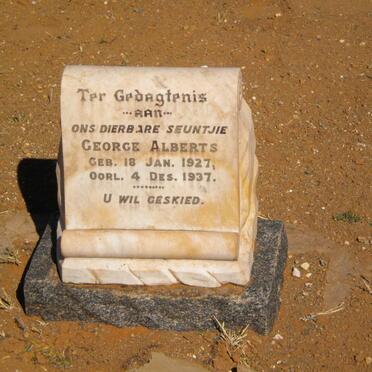 Ter Gedagtenis
AAN
ONS DIERBARE SEUNTJIE
GEORGE ALBERTS
GEB. 18 JAN. 1927,
OORL. 4 DES. 1937.
U WIL GESKIED.